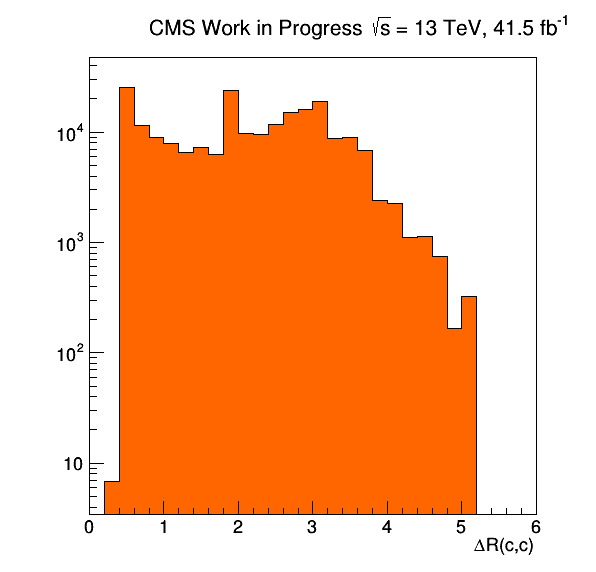 CMS Work in Progress √s = 13 TeV, 41.5 fb⁻¹
10⁴
10³
10²
10
0 1 2 3 4 5 6
ΔR(c,c)